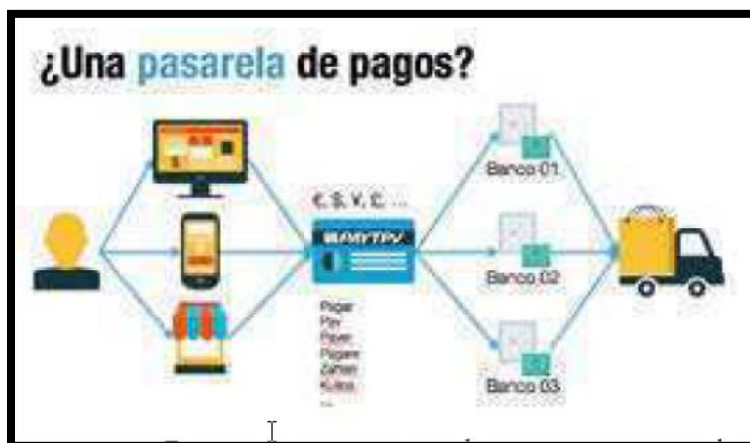 ¿Una pasarela de pagos?
€, $, ¥, £, ...
Pagar
Pay
Payer
Pagare
Zahlen
...
Banco 01
Banco 02
Banco 03